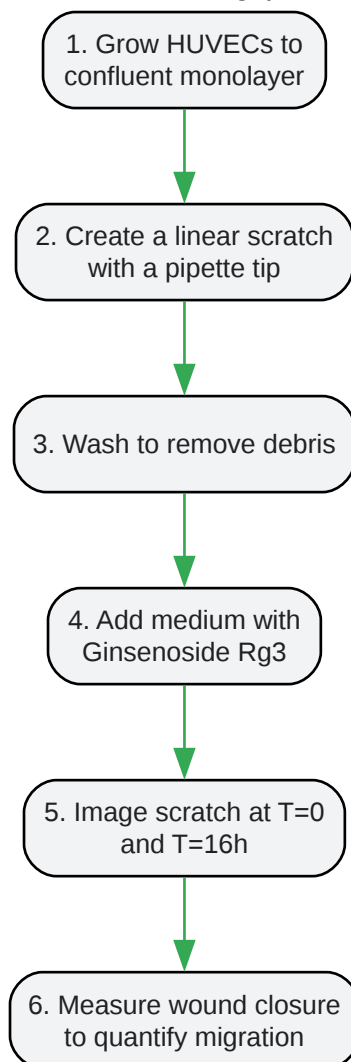 1. Grow HUVECs to
confluent monolayer
2. Create a linear scratch
with a pipette tip
3. Wash to remove debris
4. Add medium with
Ginsenoside Rg3
5. Image scratch at T=0
and T=16h
6. Measure wound closure
to quantify migration